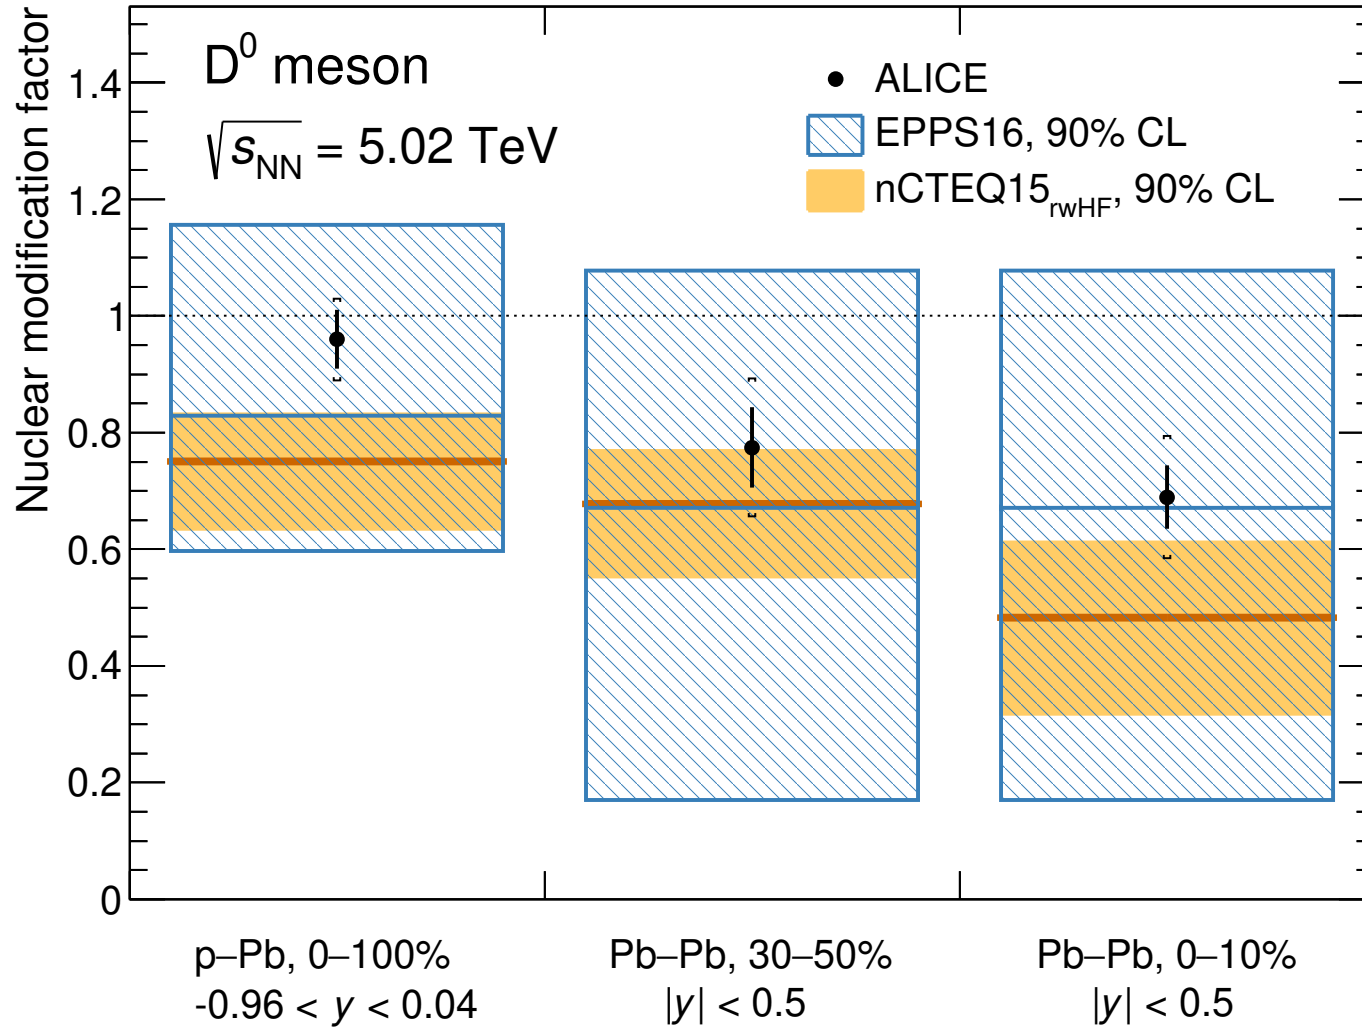 Nuclear modification factor
1.4
1.2
1
0.8
0.6
0.4
0.2
0
D⁰ meson
√sNN = 5.02 TeV
ALICE
EPPS16, 90% CL
nCTEQ15rwHF, 90% CL
p–Pb, 0–100%
-0.96 < y < 0.04
Pb–Pb, 30–50%
|y| < 0.5
Pb–Pb, 0–10%
|y| < 0.5